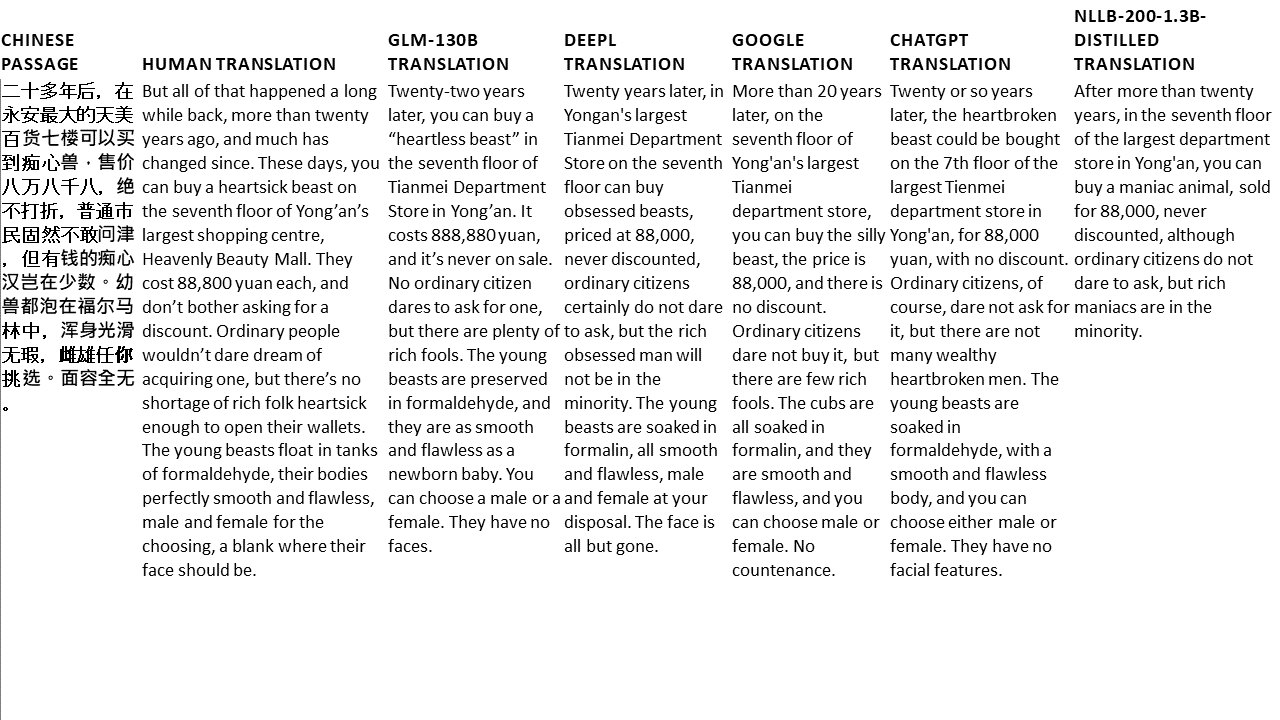 CHINESE PASSAGE
二十多年后，在
永安最大的天美
百货七楼可以买
到痴心兽，售价
八万八千八，绝
不打折，普通市
民固然不敢问津
，但有钱的痴心
汉岂在少数。幼
兽都泡在福尔马
林中，浑身光滑
无瑕，雌雄任你
挑选。面容全无
。
HUMAN TRANSLATION
But all of that happened a long
while back, more than twenty
years ago, and much has
changed since. These days, you
can buy a heartsick beast on
the seventh floor of Yong’an’s
largest shopping centre,
Heavenly Beauty Mall. They
cost 88,800 yuan each, and
don’t bother asking for a
discount. Ordinary people
wouldn’t dare dream of
acquiring one, but there’s no
shortage of rich folk heartsick
enough to open their wallets.
The young beasts float in tanks
of formaldehyde, their bodies
perfectly smooth and flawless,
male and female for the
choosing, a blank where their
face should be.
GLM-130B
TRANSLATION
Twenty-two years
later, you can buy a
“heartless beast” in
the seventh floor of
Tianmei Department
Store in Yong’an. It
costs 888,880 yuan,
and it’s never on sale.
No ordinary citizen
dares to ask for one,
but there are plenty of
rich fools. The young
beasts are preserved
in formaldehyde, and
they are as smooth
and flawless as a
newborn baby. You
can choose a male or a
female. They have no
faces.
DEEPL
TRANSLATION
Twenty years later, in
Yongan's largest
Tianmei Department
Store on the seventh
floor can buy
obsessed beasts,
priced at 88,000,
never discounted,
ordinary citizens
certainly do not dare
to ask, but the rich
obsessed man will
not be in the
minority. The young
beasts are soaked in
formalin, all smooth
and flawless, male
and female at your
disposal. The face is
all but gone.
GOOGLE
TRANSLATION
More than 20 years
later, on the
seventh floor of
Yong'an's largest
Tianmei
department store,
you can buy the silly
beast, the price is
88,000, and there is
no discount.
Ordinary citizens
dare not buy it, but
there are few rich
fools. The cubs are
all soaked in
formalin, and they
are smooth and
flawless, and you
can choose male or
female. No
countenance.
CHATGPT
TRANSLATION
Twenty or so years
later, the heartbroken
beast could be bought
on the 7th floor of the
largest Tienmei
department store in
Yong'an, for 88,000
yuan, with no discount.
Ordinary citizens, of
course, dare not ask for
it, but there are not
many wealthy
heartbroken men. The
young beasts are
soaked in
formaldehyde, with a
smooth and flawless
body, and you can
choose either male or
female. They have no
facial features.
NLLB-200-1.3B-
DISTILLED
TRANSLATION
After more than twenty
years, in the seventh floor
of the largest department
store in Yong'an, you can
buy a maniac animal, sold
for 88,000, never
discounted, although
ordinary citizens do not
dare to ask, but rich
maniacs are in the
minority.